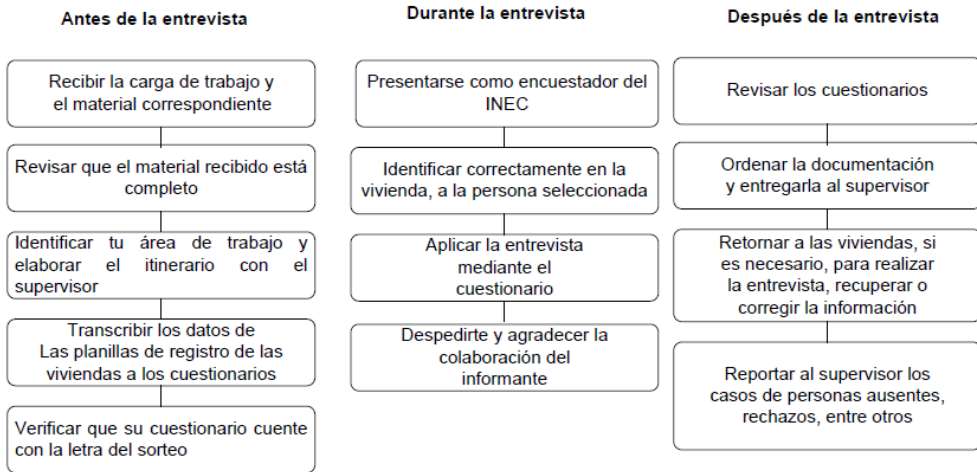 Antes de la entrevista
Recibir la carga de trabajo y
el material correspondiente
Revisar que el material recibido está
completo
Identificar tu área de trabajo y
elaborar el itinerario con el
supervisor
Transcribir los datos de
Las planillas de registro de las
viviendas a los cuestionarios
Verificar que su cuestionario cuente
con la letra del sorteo
Durante la entrevista
Presentarse como encuestador del
INEC
Identificar correctamente en la
vivienda, a la persona seleccionada
Aplicar la entrevista
mediante el
cuestionario
Despedirte y agradecer la
colaboración del
informante
Después de la entrevista
Revisar los cuestionarios
Ordenar la documentación
y entregarla al supervisor
Retornar a las viviendas, si
es necesario, para realizar
la entrevista, recuperar o
corregir la información
Reportar al supervisor los
casos de personas ausentes,
rechazos, entre otros